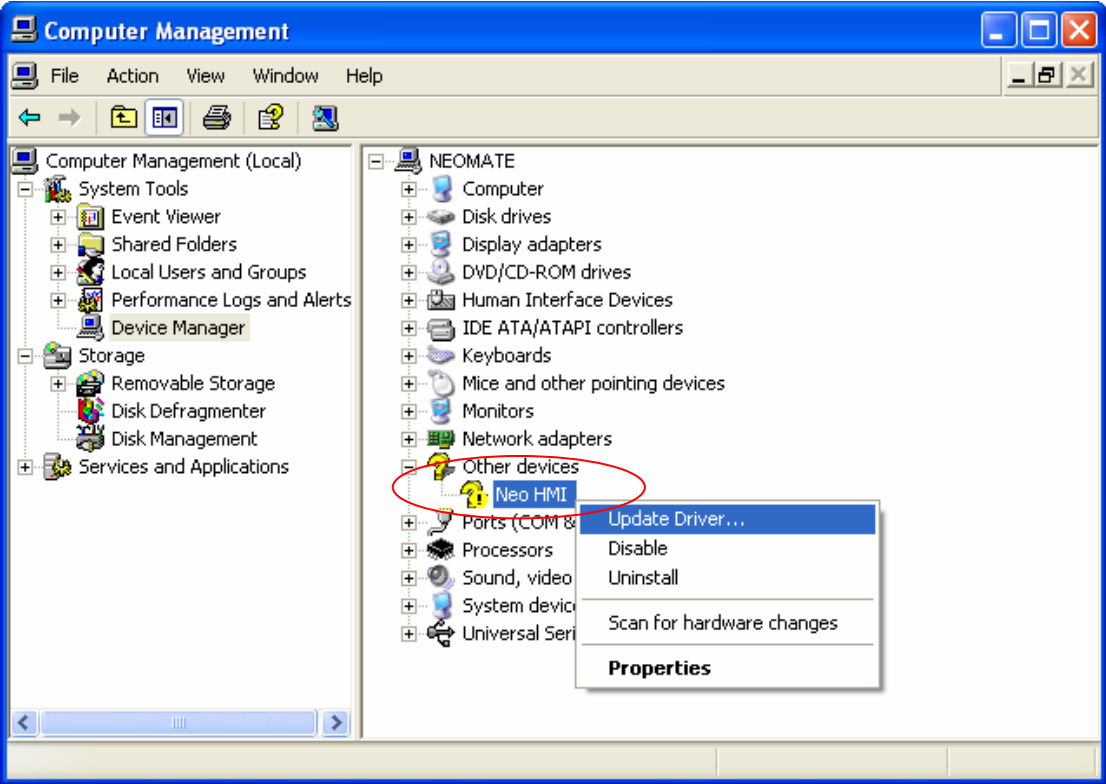 Computer Management
File Action View Window Help
Computer Management (Local)
System Tools
Event Viewer
Shared Folders
Local Users and Groups
Performance Logs and Alerts
Device Manager
Storage
Removable Storage
Disk Defragmenter
Disk Management
Services and Applications
NEOMATE
Computer
Disk drives
Display adapters
DVD/CD-ROM drives
Human Interface Devices
IDE ATA/ATAPI controllers
Keyboards
Mice and other pointing devices
Monitors
Network adapters
Other devices
Neo HMI
Ports (COM &
Processors
Sound, video
System devic
Universal Seri
Update Driver...
Disable
Uninstall
Scan for hardware changes
Properties